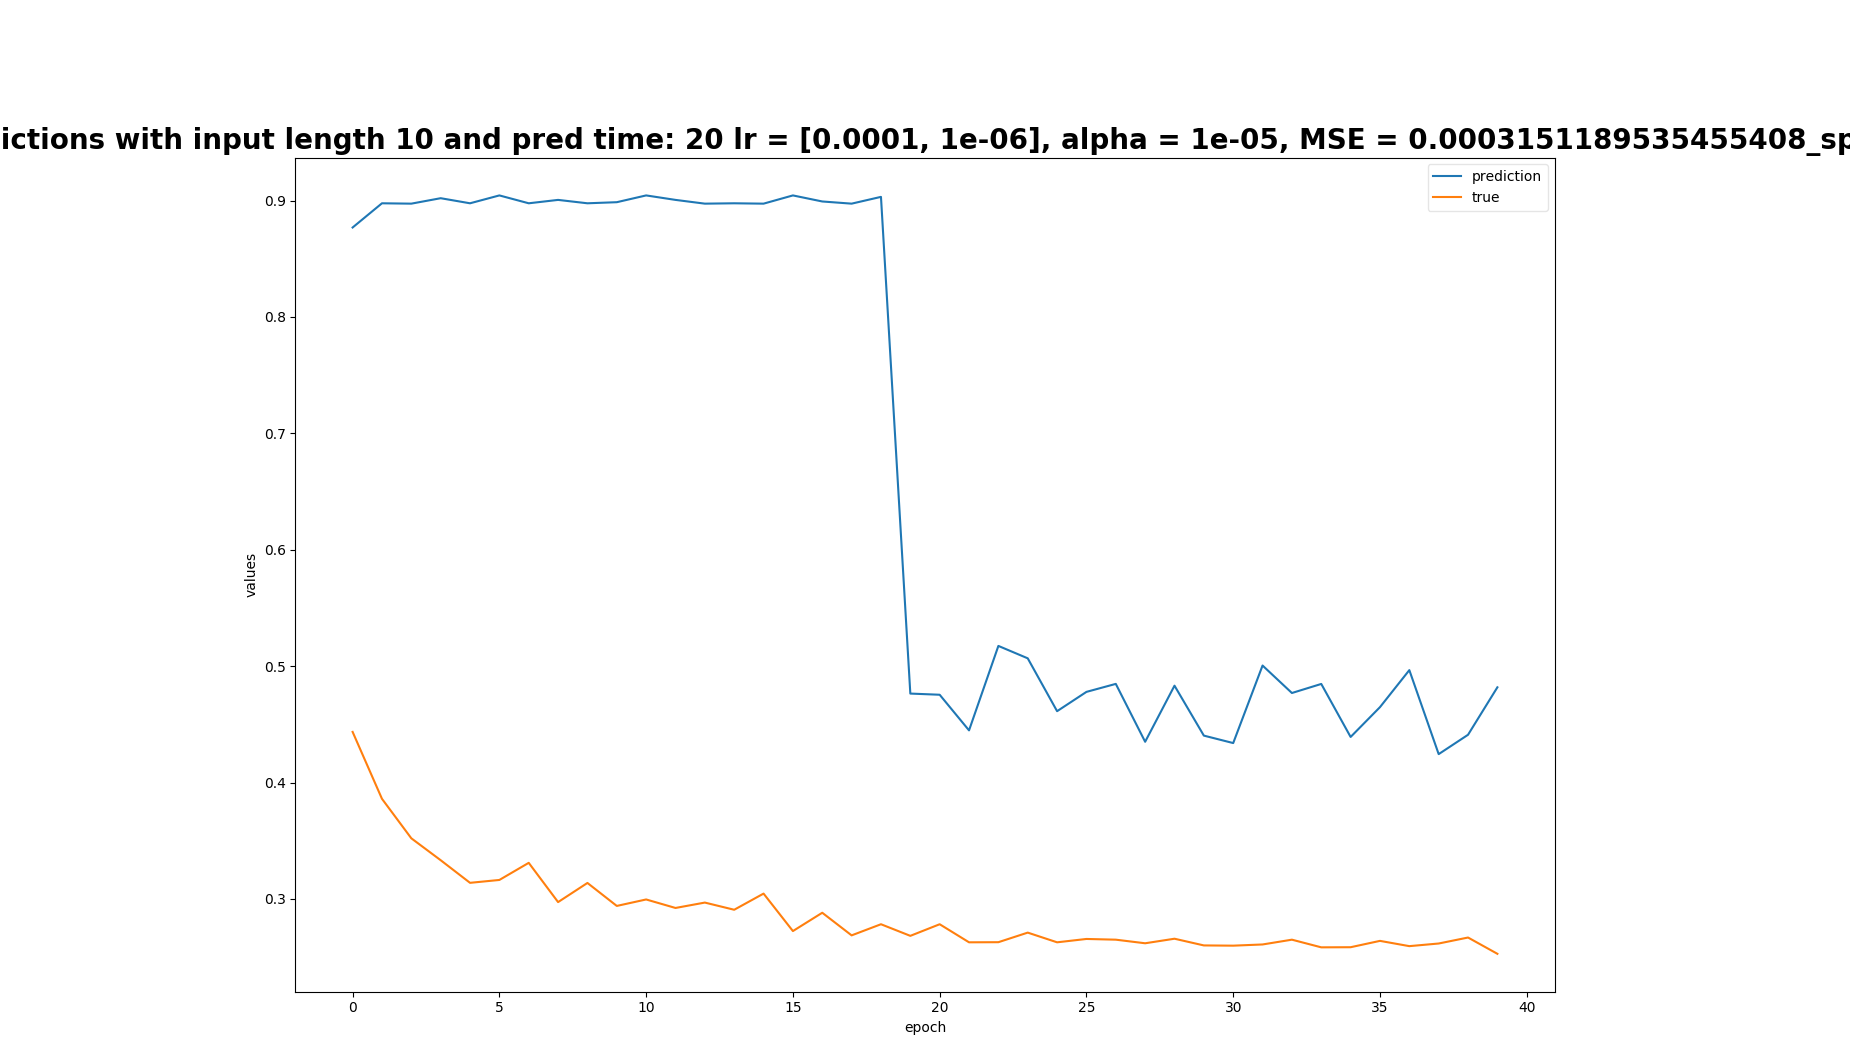 ictions with input length 10 and pred time: 20 lr = [0.0001, 1e-06], alpha = 1e-05, MSE = 0.0003151189535455408_sp
prediction
true
0.9
0.8
0.7
0.6
0.5
0.4
0.3
values
0 5 10 15 20 25 30 35 40
epoch